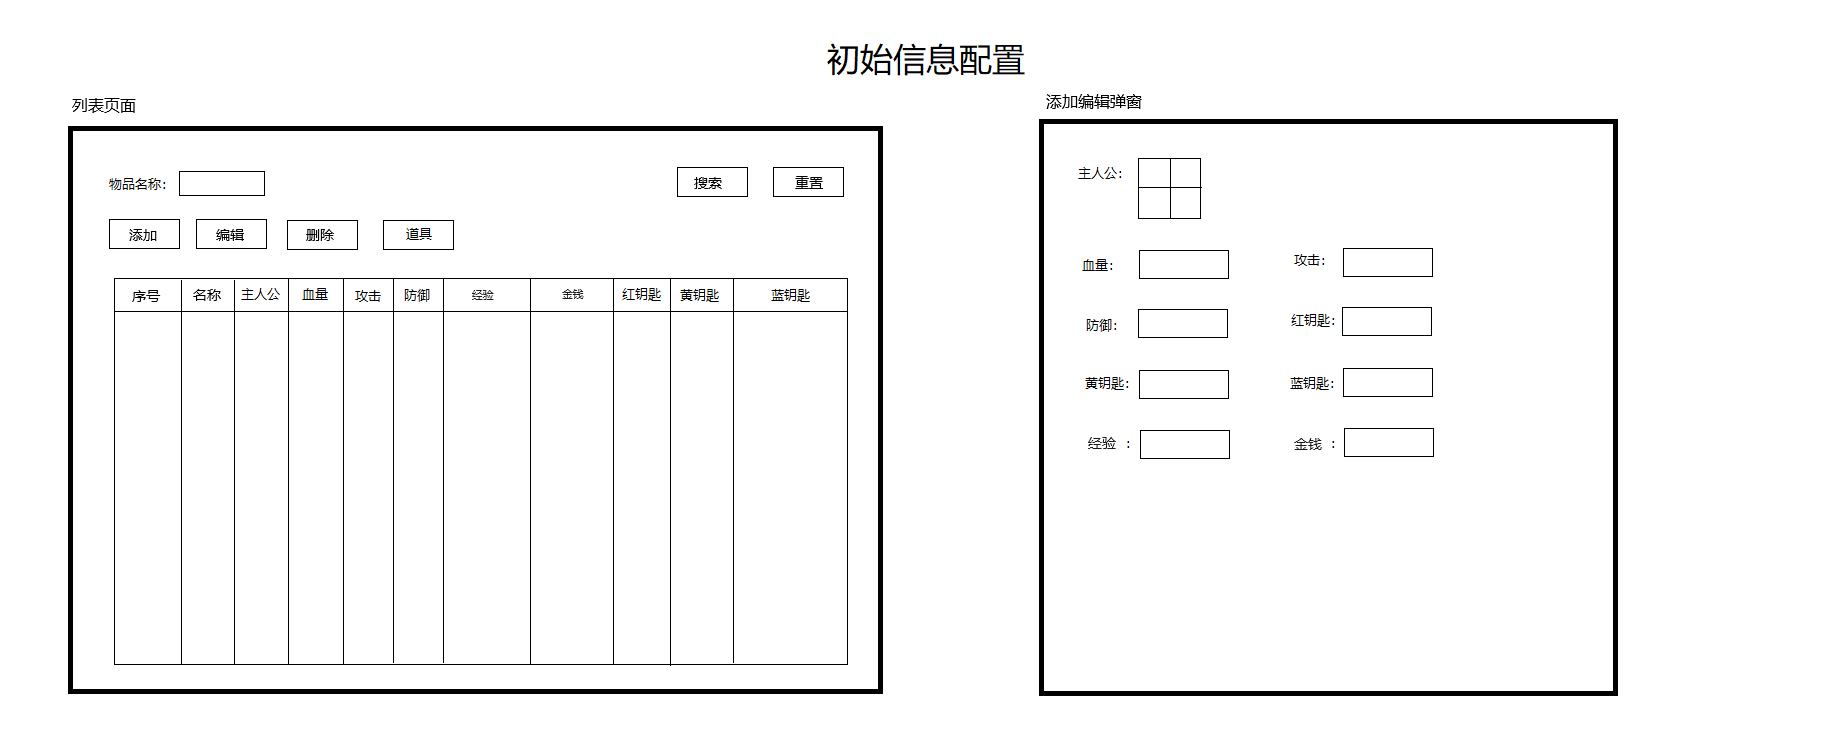 初始信息配置
列表页面
物品名称:
搜索
重置
添加
编辑
删除
道具
序号 名称 主人公 血量 攻击 防御 经验 金钱 红钥匙 黄钥匙 蓝钥匙
添加编辑弹窗
主人公:
血量:
攻击:
防御:
红钥匙:
黄钥匙:
蓝钥匙:
经验 :
金钱 :